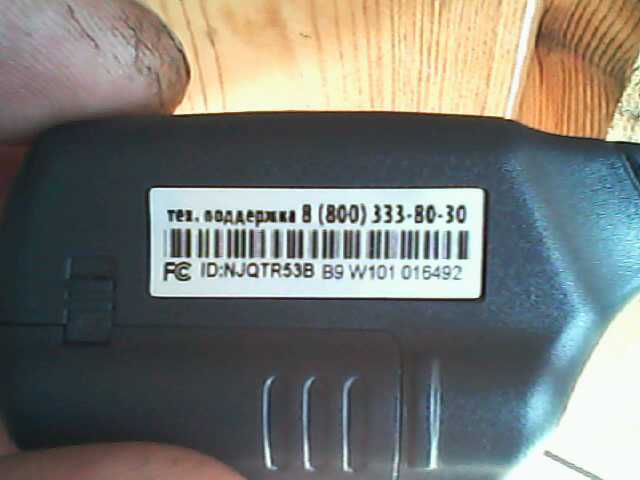 тех. поддержка 8 (800) 333-80-30
FC ID:NJQTR53B B9 W101 016492